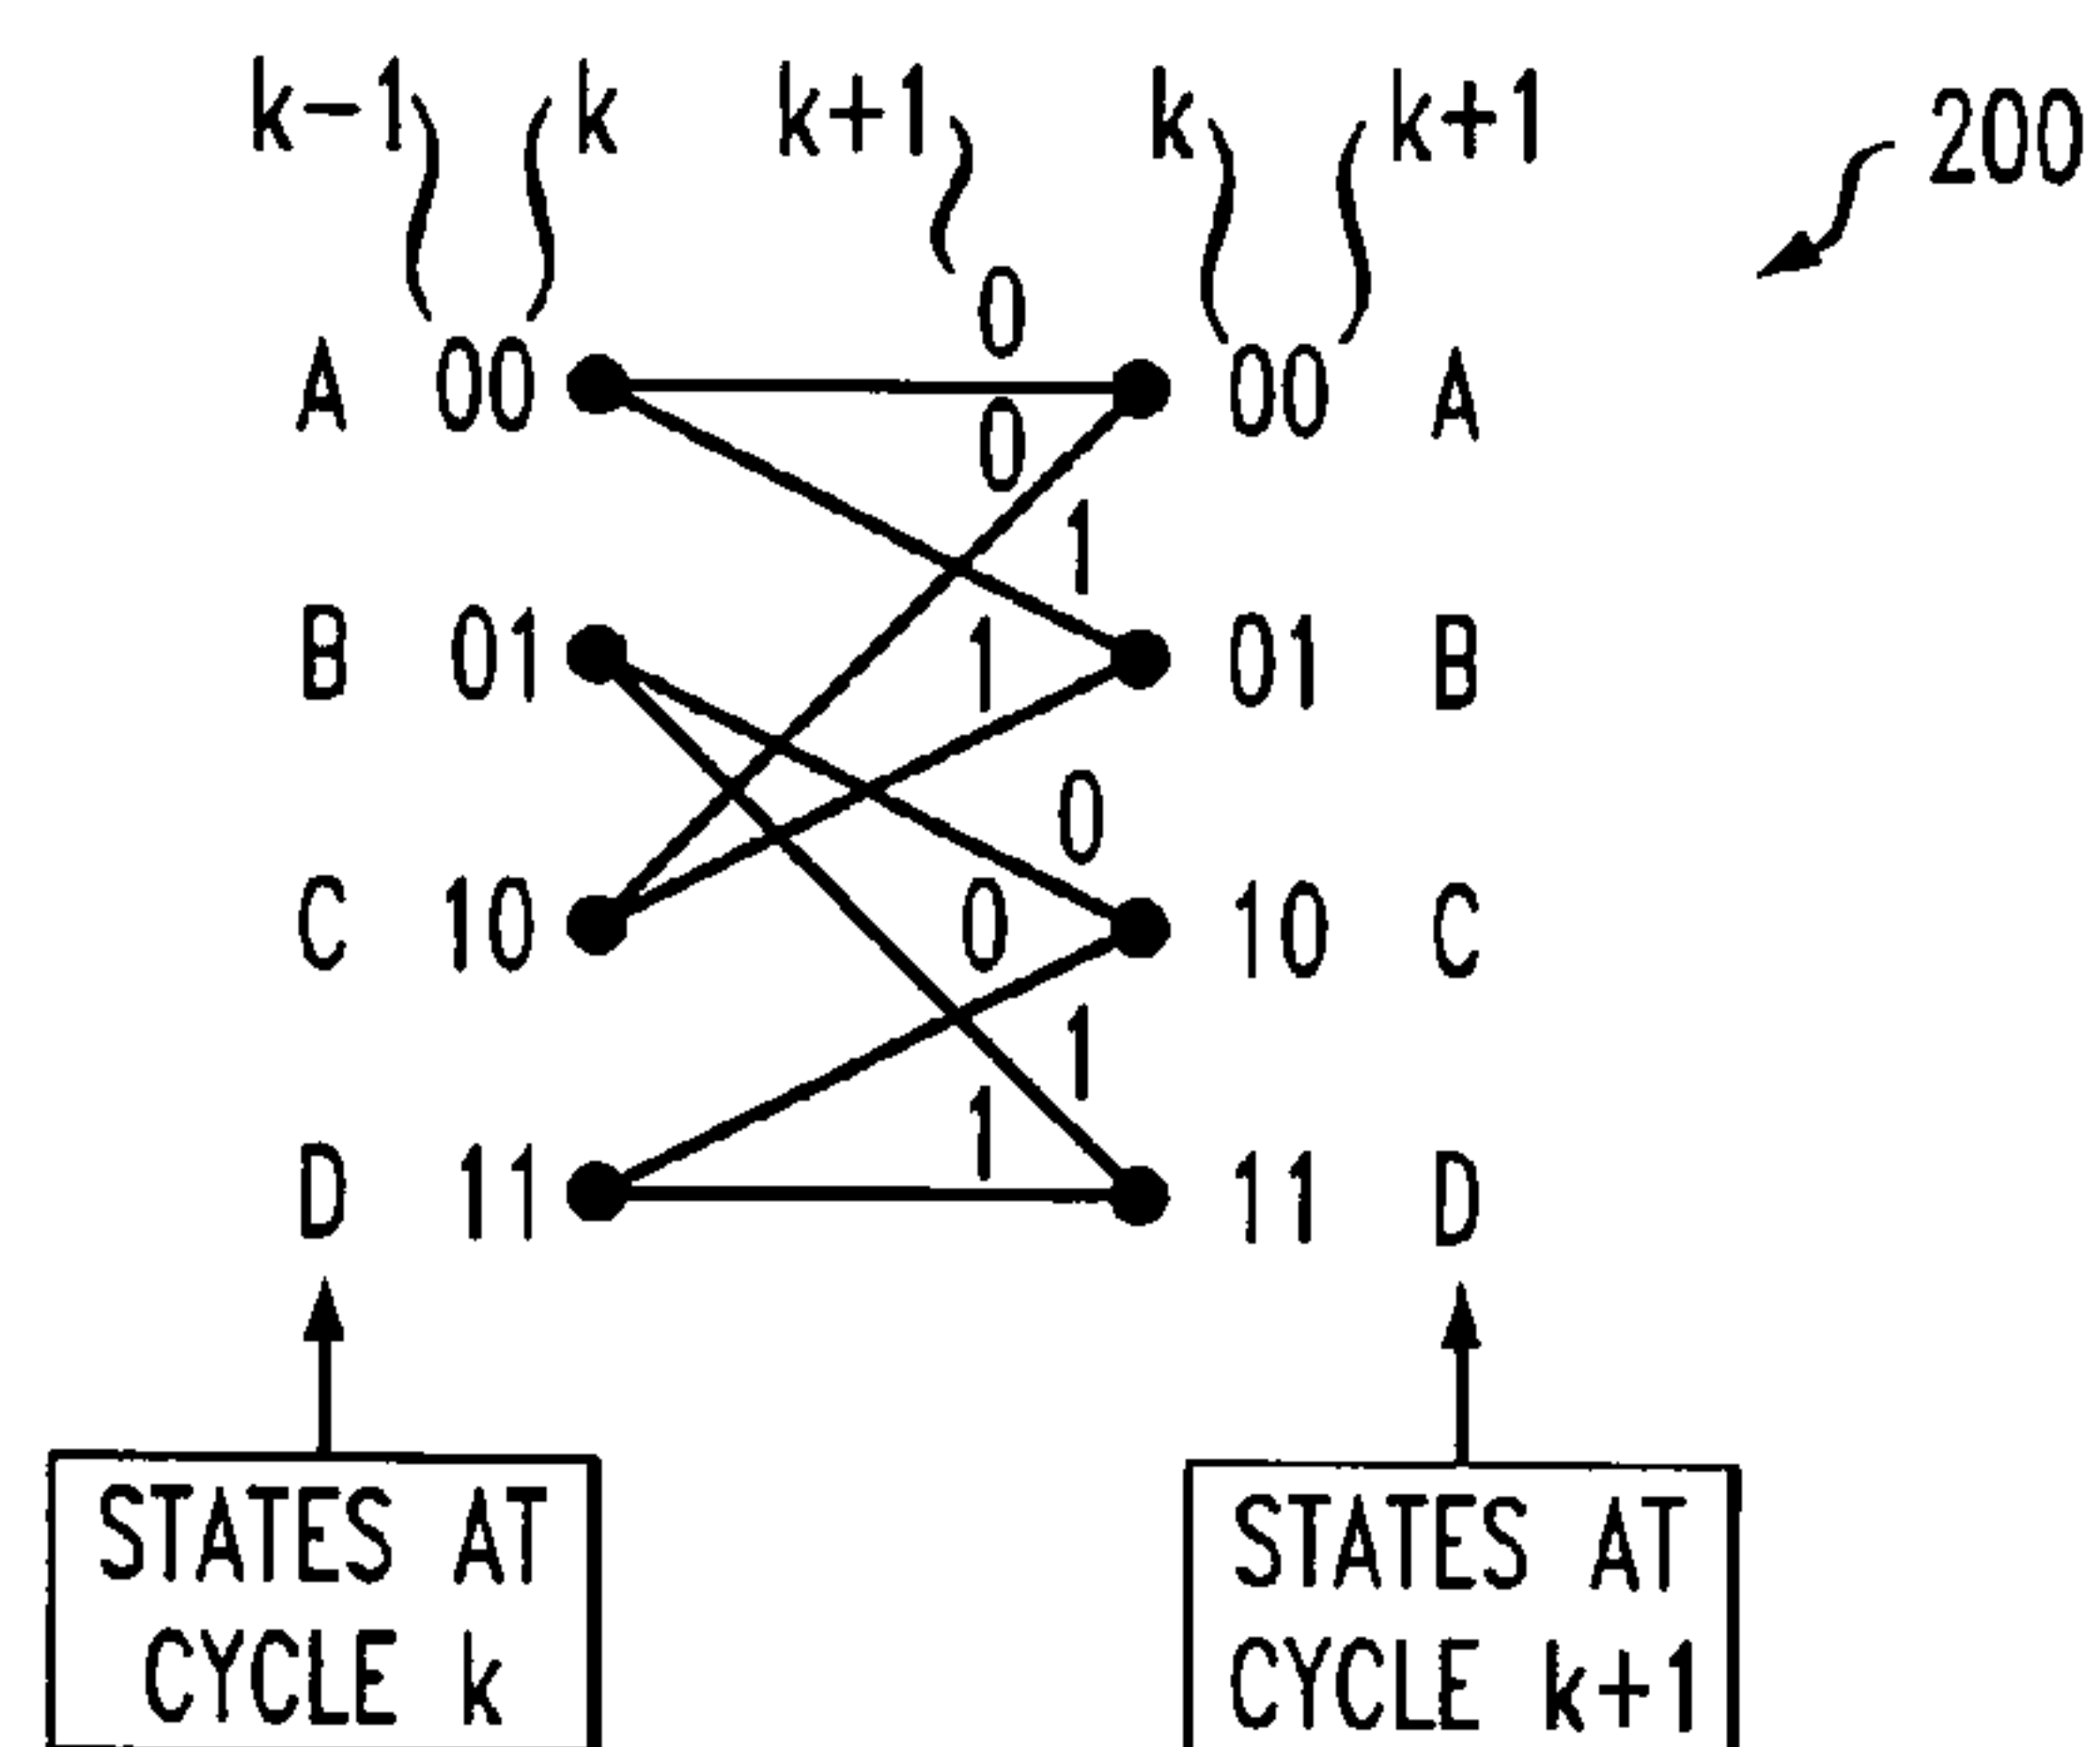 k-1 k k+1 k k+1 200
0
A 00 00 A
0
1
B 01 1 01 B
0
C 10 0 10 C
1
1
D 11 11 D
STATES AT
CYCLE k
STATES AT
CYCLE k+1